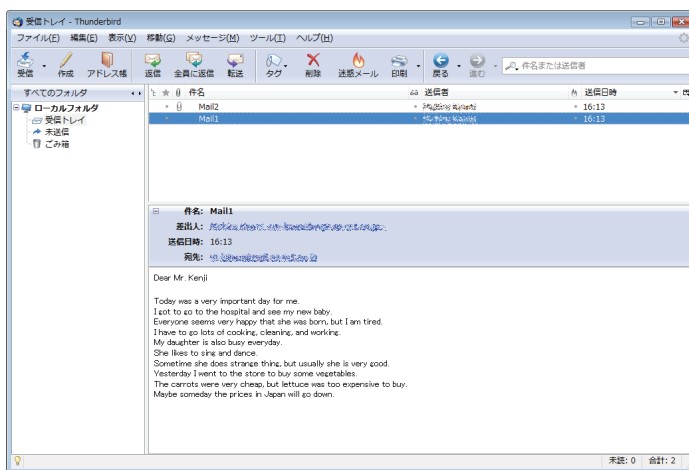 受信トレイ - Thunderbird
ファイル(F) 編集(E) 表示(V) 移動(G) メッセージ(M) ツール(T) ヘルプ(H)
受信 作成 アドレス帳 返信 全員に返信 転送 タグ 削除 迷惑メール 印刷 戻る 進む 件名または送信者
すべてのフォルダ 件名 送信者 送信日時
ローカルフォルダ Mail2 16:13
受信トレイ Mail1 16:13
未送信
ごみ箱
件名: Mail1
差出人:
送信日時: 16:13
宛先:
Dear Mr. Kenji
Today was a very important day for me.
I got to go to the hospital and see my new baby.
Everyone seems very happy that she was born, but I am tired.
I have to go lots of cooking, cleaning, and working.
My daughter is also busy everyday.
She likes to sing and dance.
Sometime she does strange thing, but usually she is very good.
Yesterday I went to the store to buy some vegetables.
The carrots were very cheap, but lettuce was too expensive to buy.
Maybe someday the prices in Japan will go down.
未読: 0 合計: 2